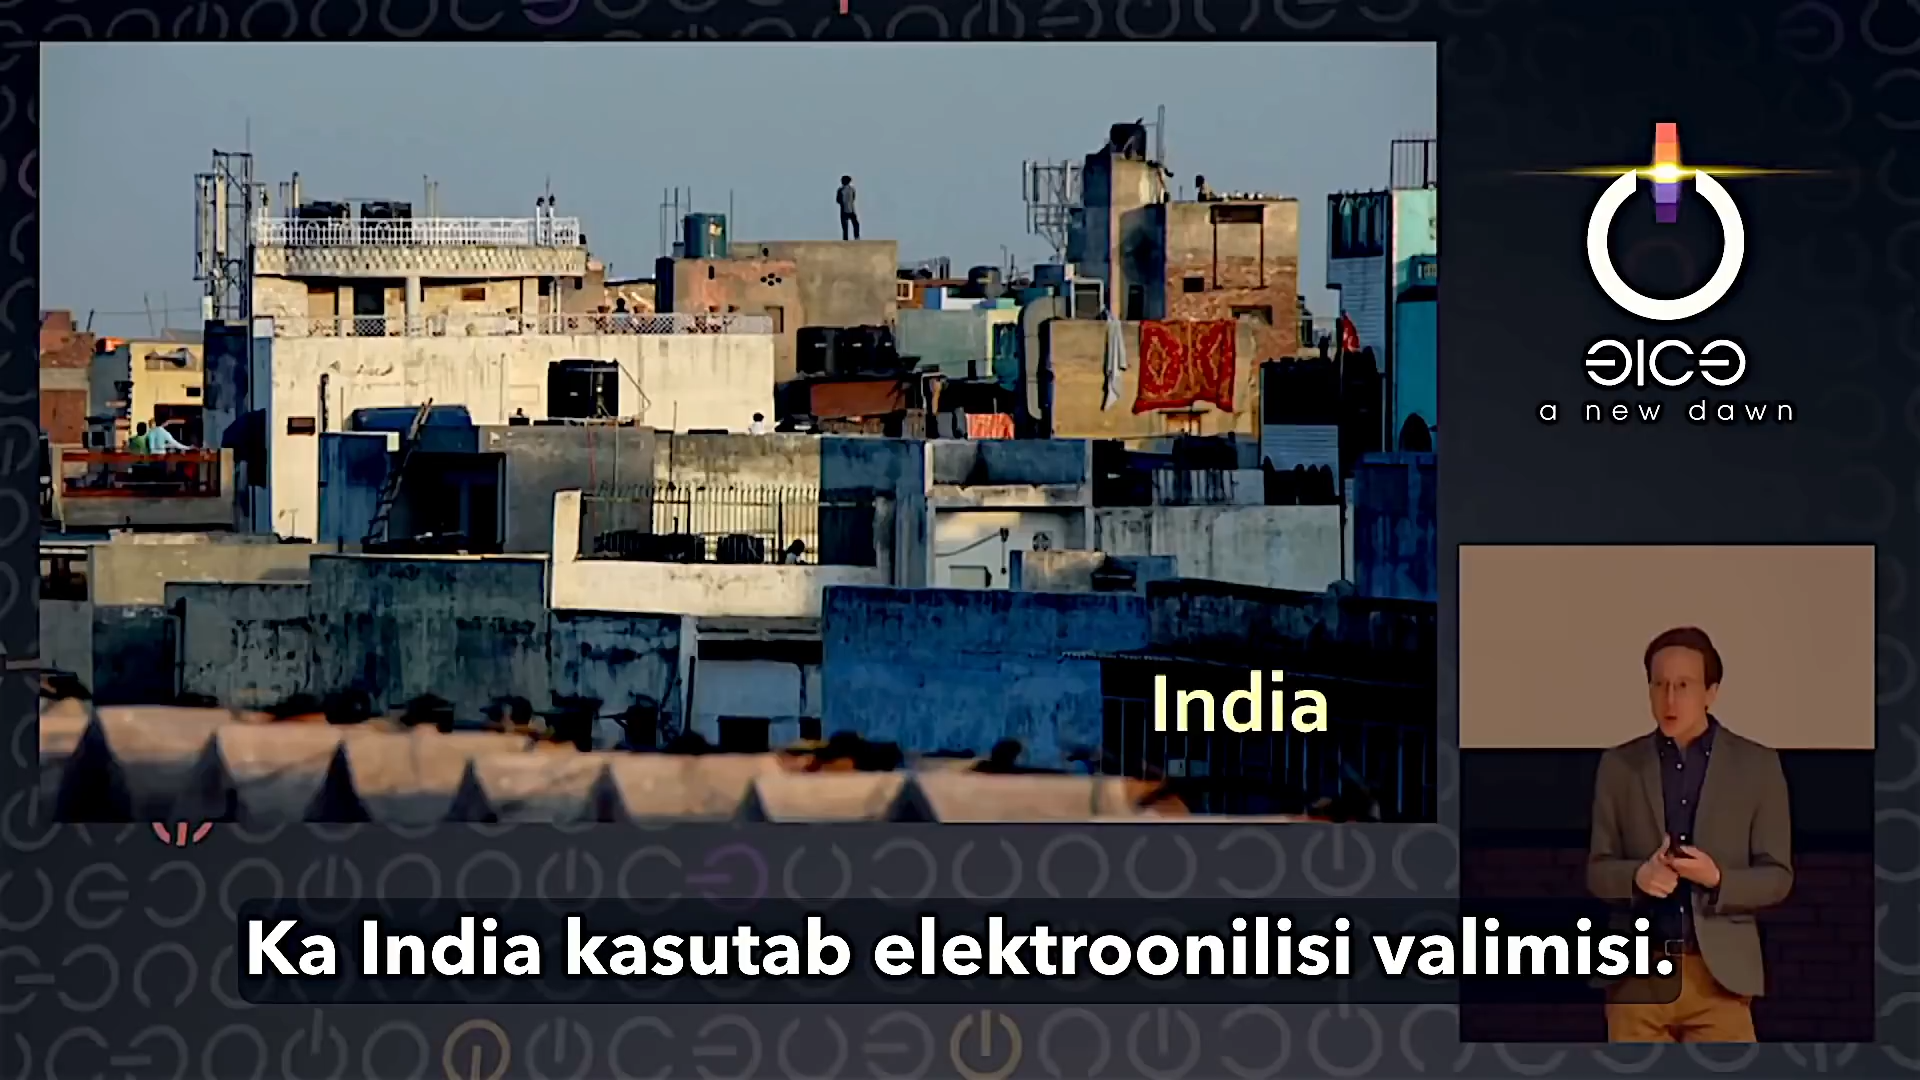 India
a new dawn
Ka India kasutab elektroonilisi valimisi.